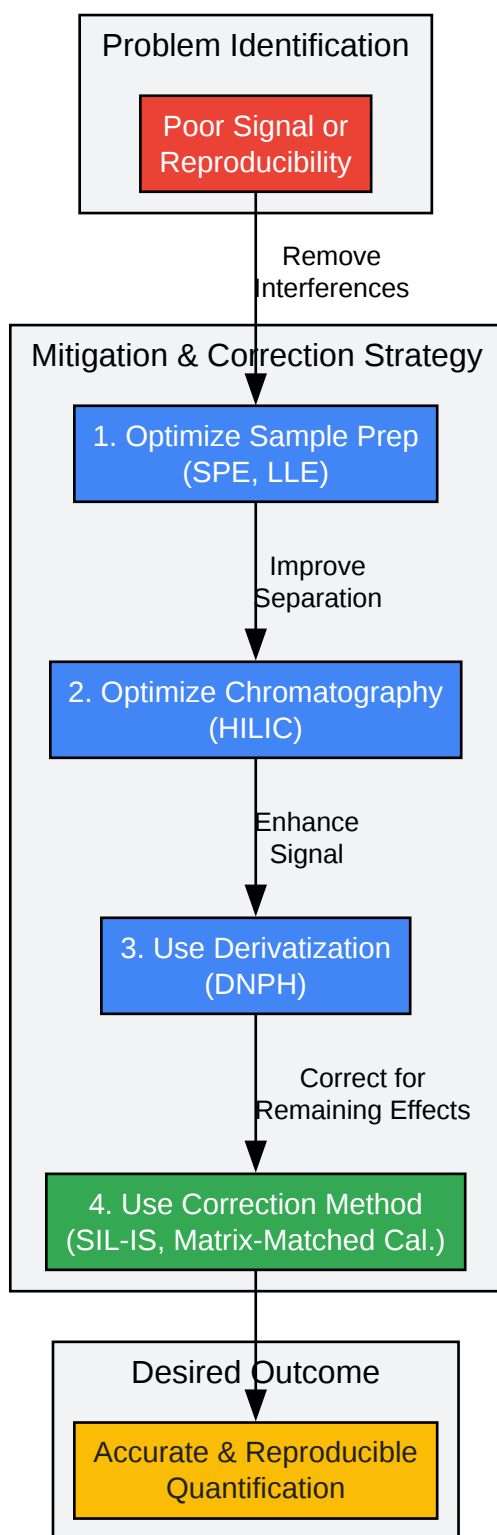 Problem Identification
Poor Signal or
Reproducibility
Remove
Interferences
Mitigation & Correction Strategy
1. Optimize Sample Prep
(SPE, LLE)
Improve
Separation
2. Optimize Chromatography
(HILIC)
Enhance
Signal
3. Use Derivatization
(DNPH)
Correct for
Remaining Effects
4. Use Correction Method
(SIL-IS, Matrix-Matched Cal.)
Desired Outcome
Accurate & Reproducible
Quantification